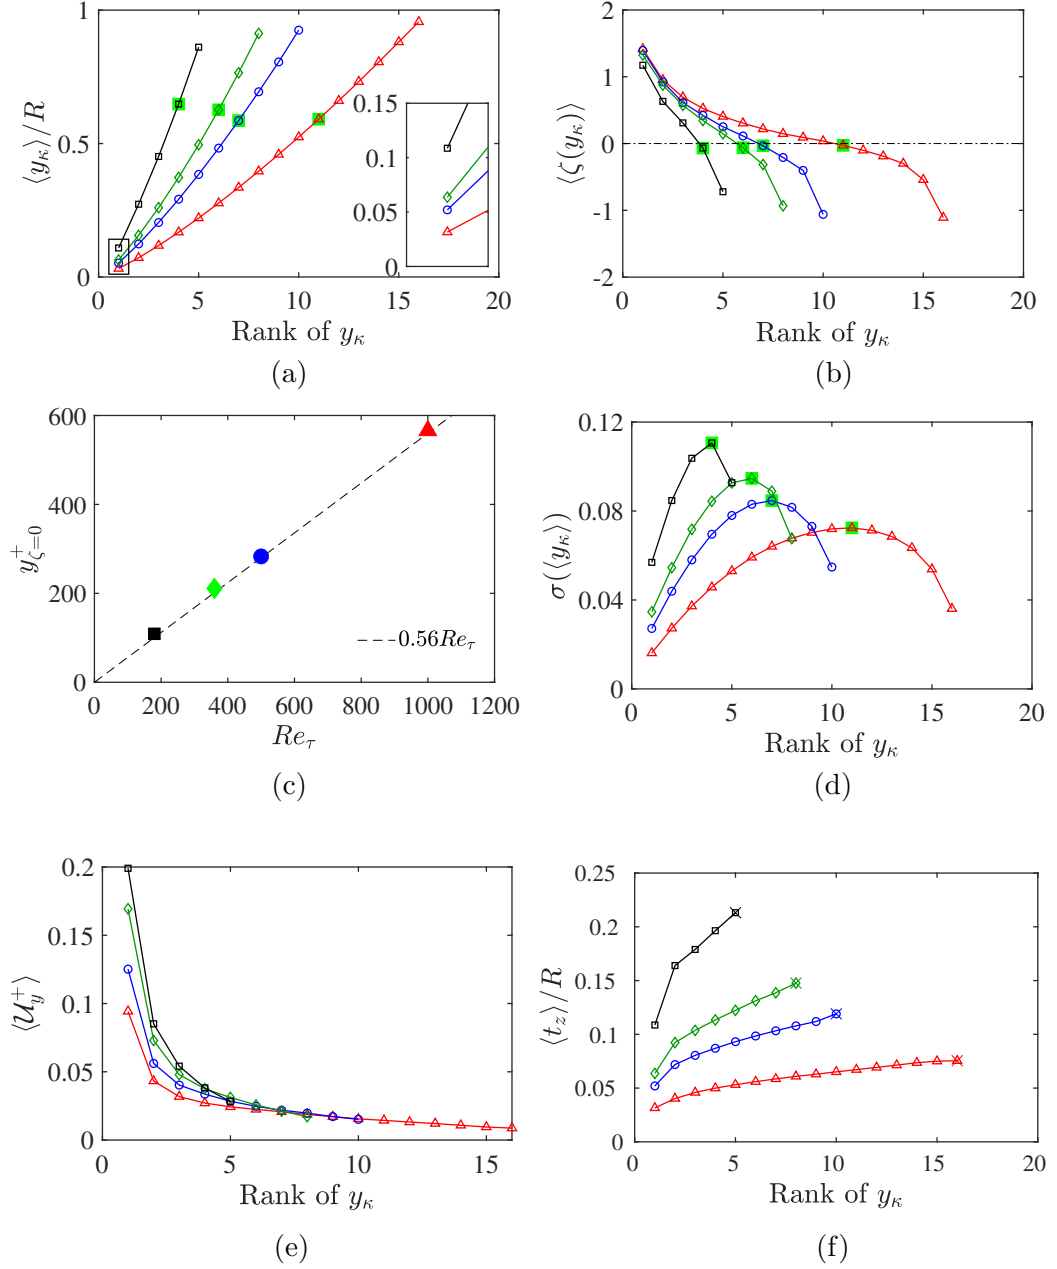 1
0.5
0
⟨y_κ⟩/R
0.15
0.1
0.05
0
0 5 10 15 20
Rank of y_κ
(a)
2
1
0
-1
-2
⟨ζ(y_κ)⟩
0 5 10 15 20
Rank of y_κ
(b)
600
400
200
0
y⁺_{ζ=0}
0.56Re_τ
0 200 400 600 800 1000 1200
Re_τ
(c)
0.12
0.08
0.04
0
σ(⟨y_κ⟩)
0 5 10 15 20
Rank of y_κ
(d)
0.2
0.15
0.1
0.05
0
⟨𝒰_y⁺⟩
0 5 10 15
Rank of y_κ
(e)
0.25
0.2
0.15
0.1
0.05
0
⟨t_z⟩/R
0 5 10 15 20
Rank of y_κ
(f)